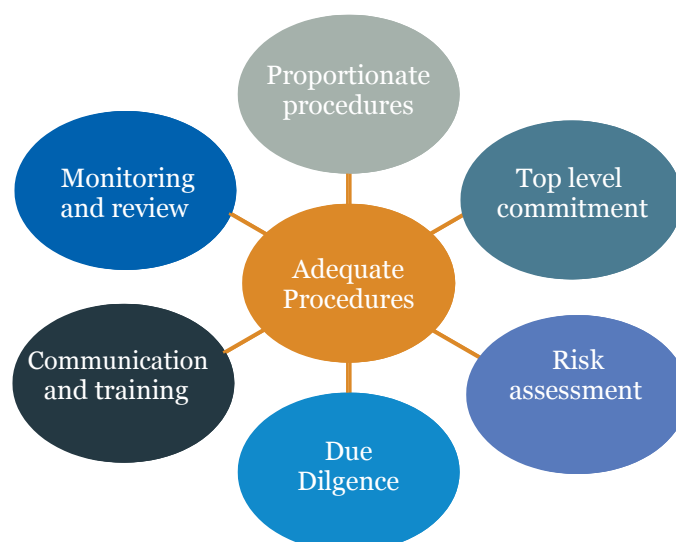 Proportionate
procedures
Top level
commitment
Risk
assessment
Due
Dilgence
Communication
and training
Monitoring
and review
Adequate
Procedures